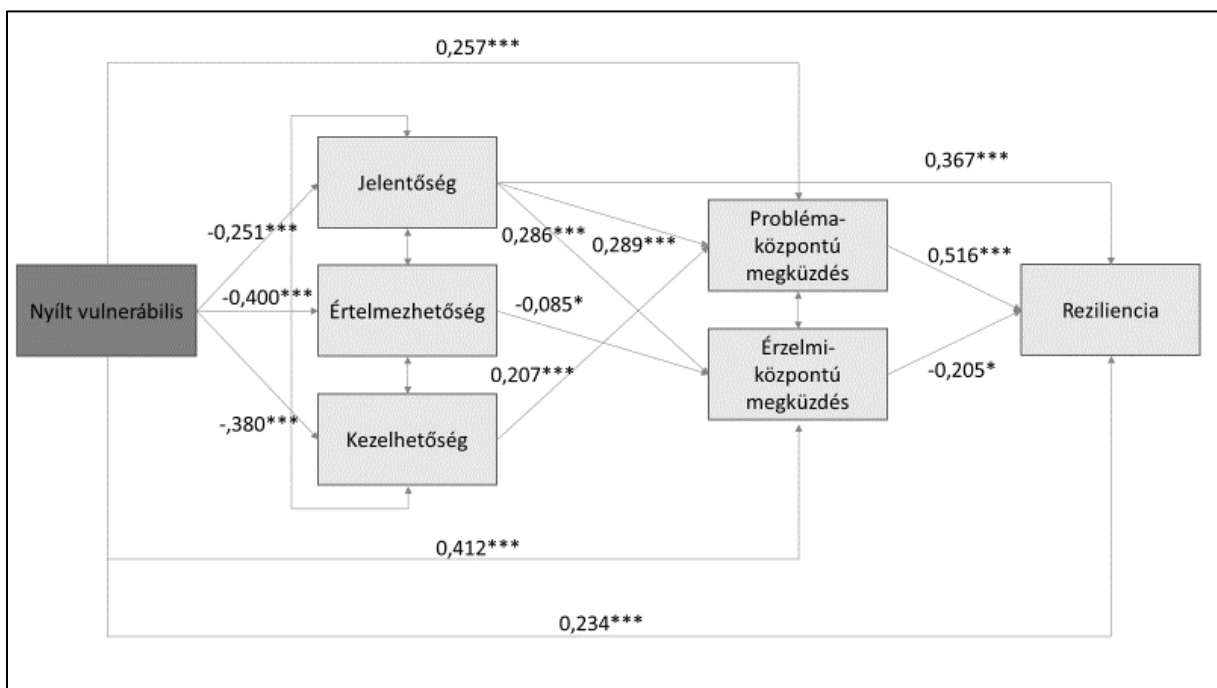 0,257***
0,367***
Jelentőség
-0,251***
0,286***
0,289***
Probléma-
központú
megküzdés
0,516***
Nyílt vulnerábilis
-0,400***
Értelmezhetőség
-0,085*
Reziliencia
Érzelmi-
központú
megküzdés
-0,205*
0,207***
-,380***
Kezelhetőség
0,412***
0,234***